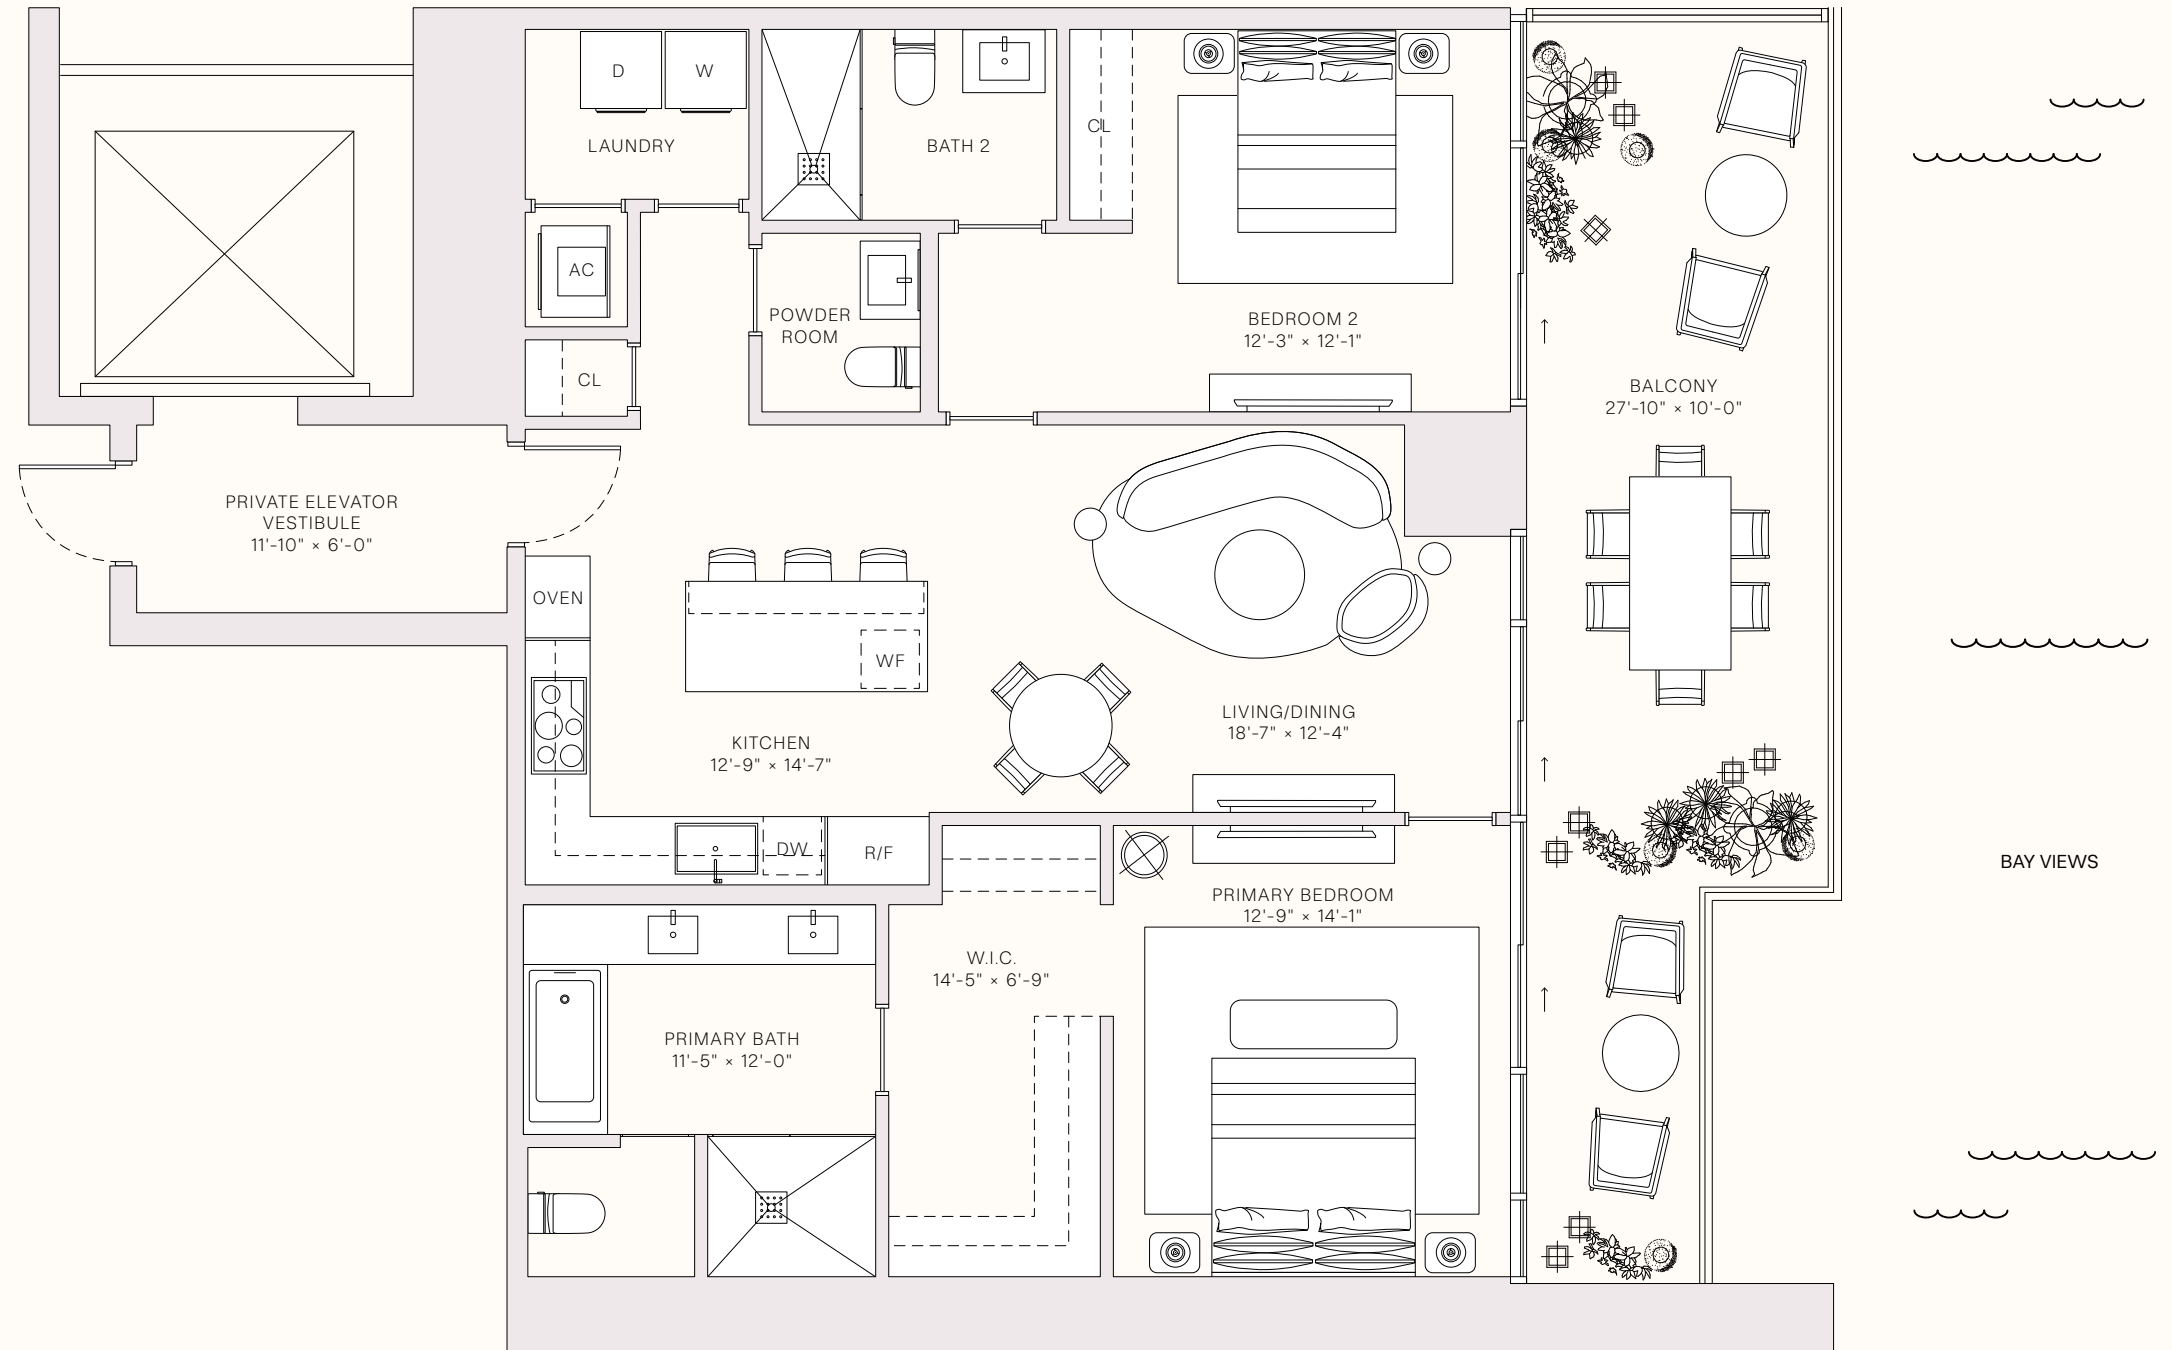 D
W
LAUNDRY
BATH 2
CL
AC
POWDER
ROOM
CL
BEDROOM 2
12'-3" × 12'-1"
BALCONY
27'-10" × 10'-0"
PRIVATE ELEVATOR
VESTIBULE
11'-10" × 6'-0"
OVEN
WF
KITCHEN
12'-9" × 14'-7"
LIVING/DINING
18'-7" × 12'-4"
DW
R/F
BAY VIEWS
PRIMARY BEDROOM
12'-9" × 14'-1"
W.I.C.
14'-5" × 6'-9"
PRIMARY BATH
11'-5" × 12'-0"